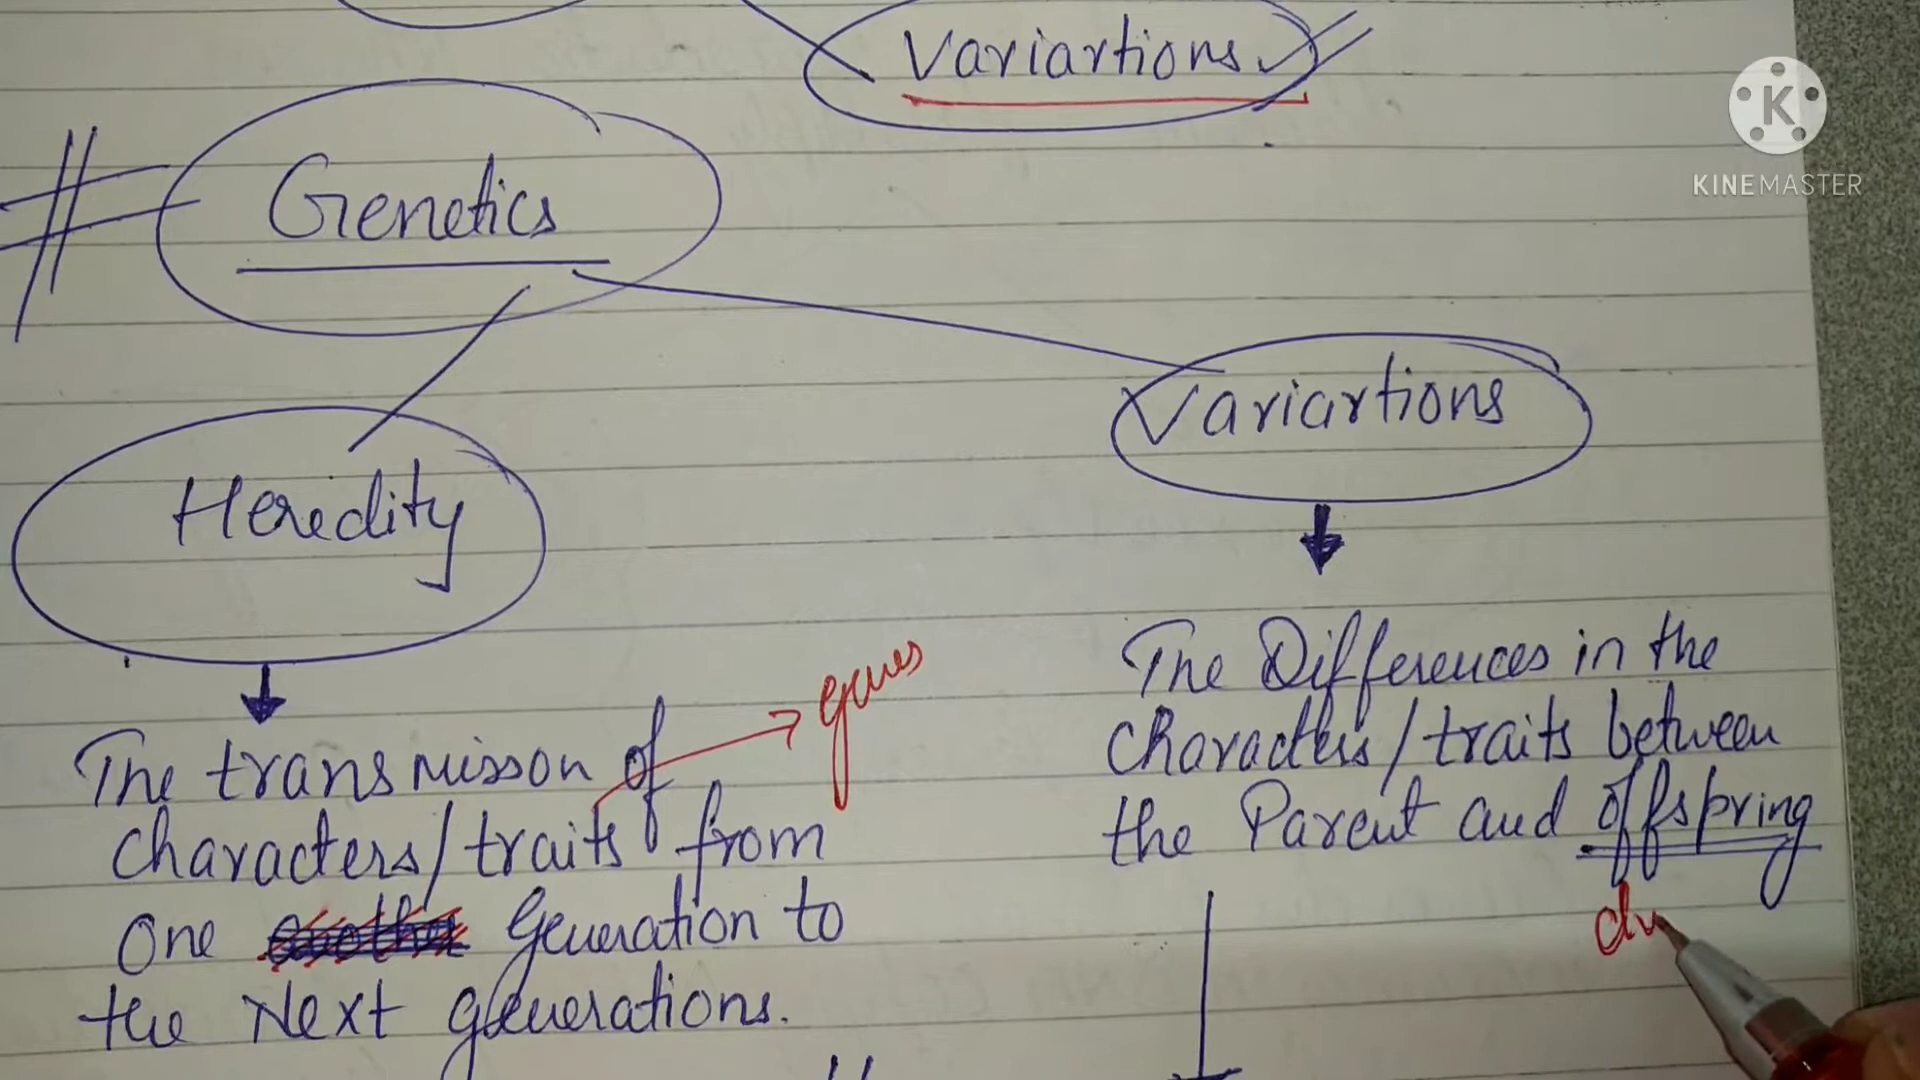 Variartions
KINEMASTER
Genetics
Variartions
Heredity
The transmisson of
characters/traits from
One Generation to
the Next generations.
genes
The Differences in the
Characters/traits between
the Parent and offspring